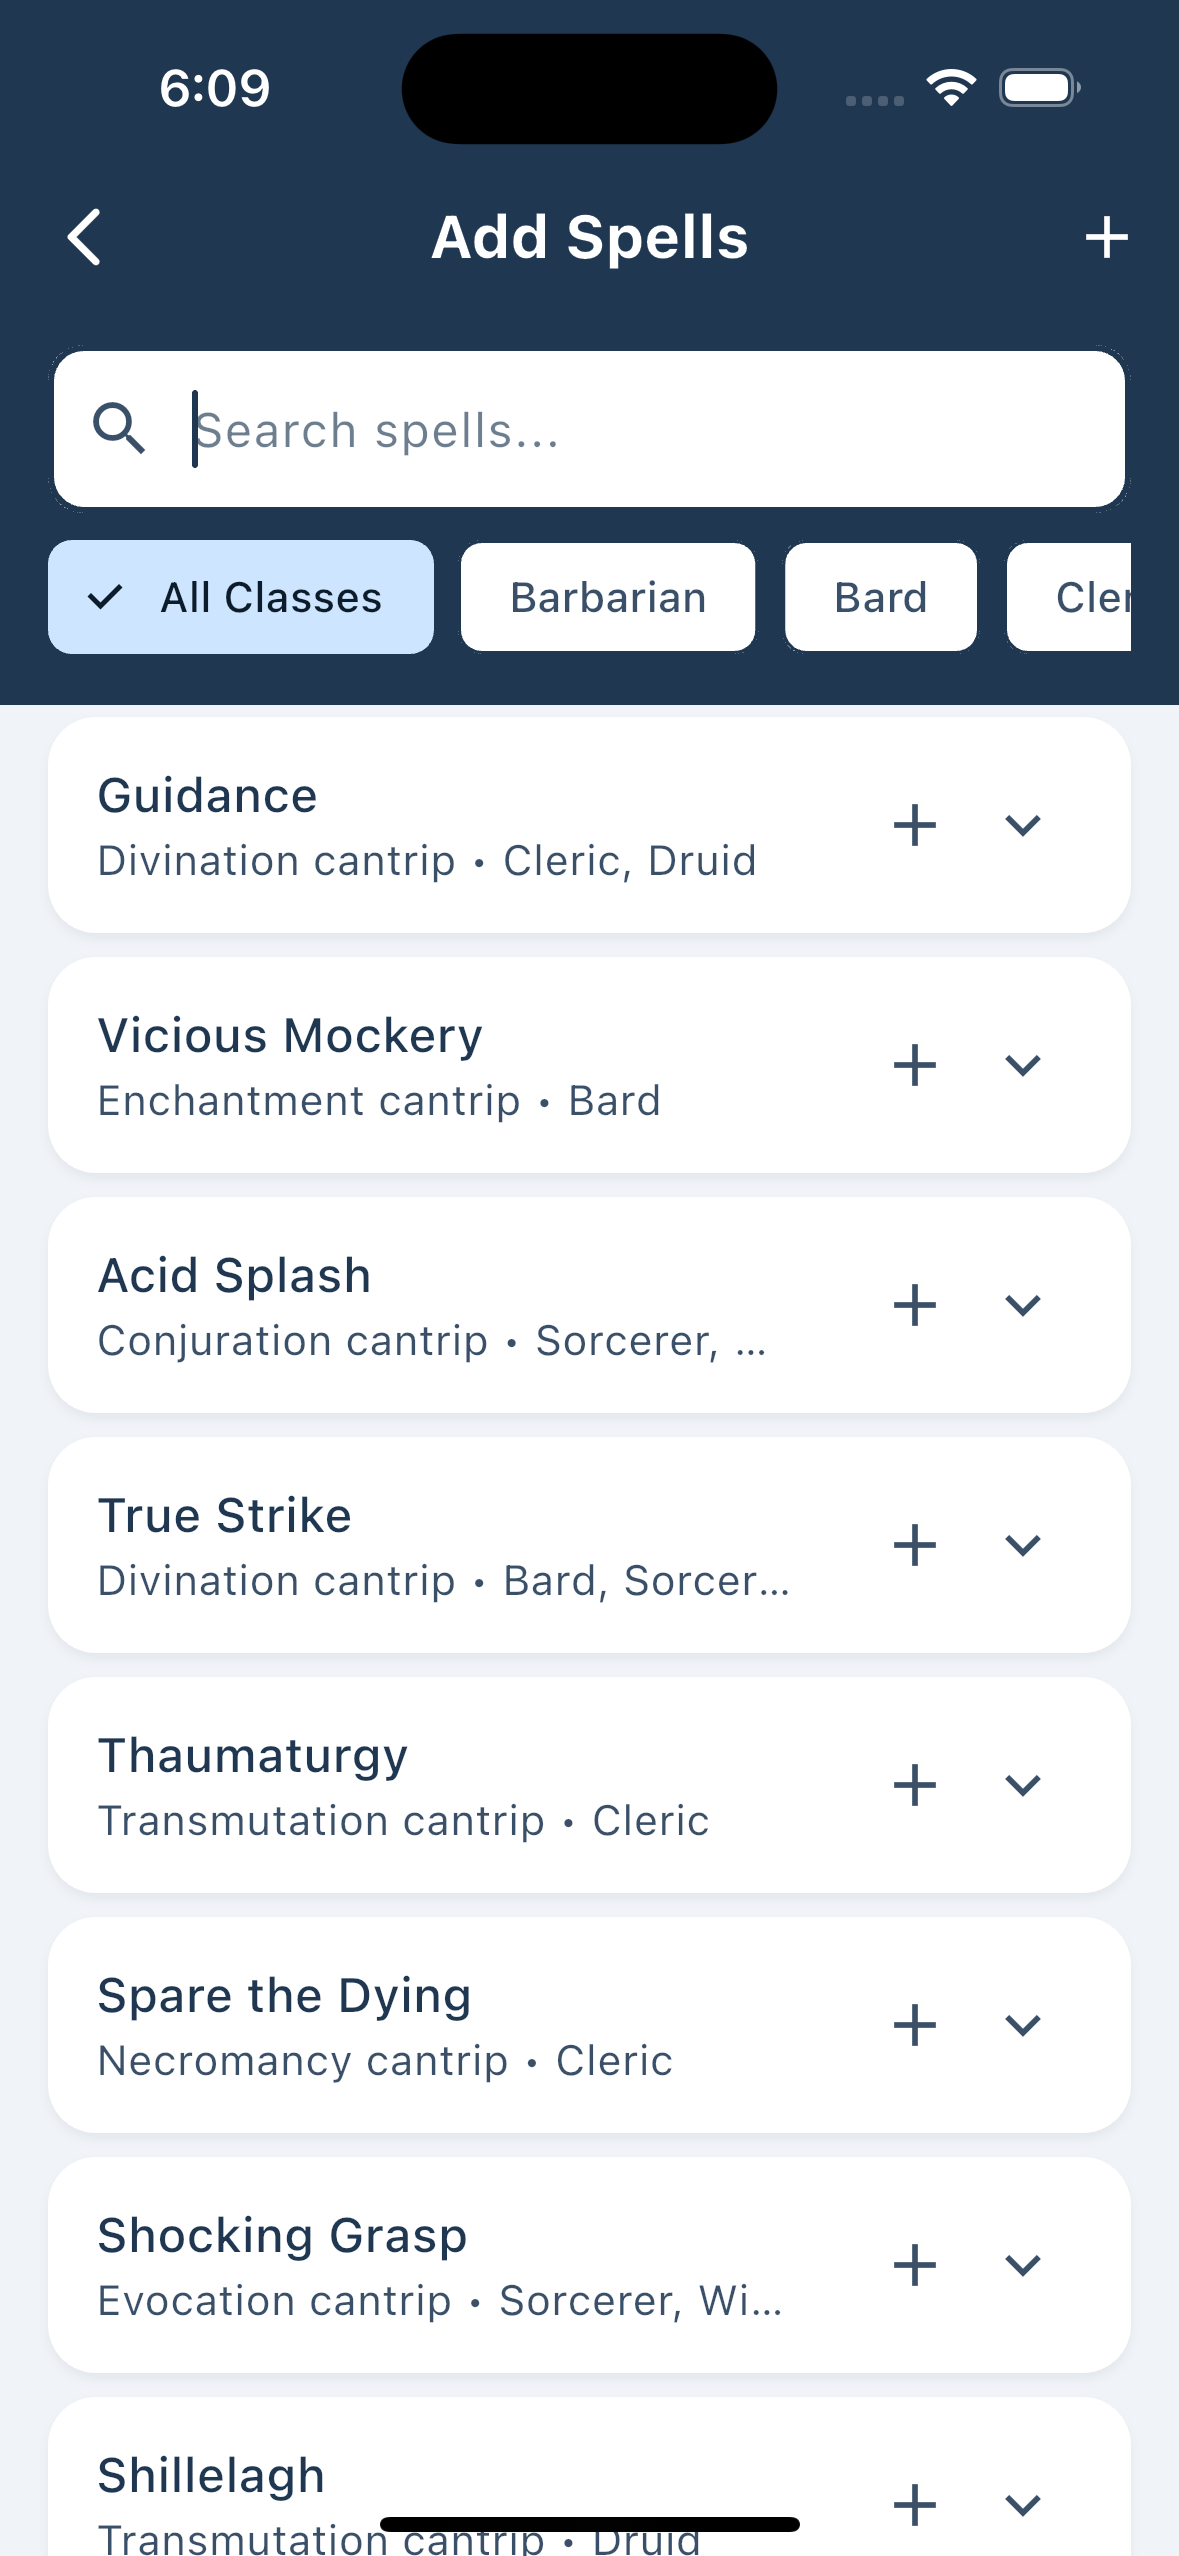 6:09
Add Spells
Search spells...
All Classes
Barbarian
Bard
Cler
Guidance
Divination cantrip • Cleric, Druid
Vicious Mockery
Enchantment cantrip • Bard
Acid Splash
Conjuration cantrip • Sorcerer, ...
True Strike
Divination cantrip • Bard, Sorcer...
Thaumaturgy
Transmutation cantrip • Cleric
Spare the Dying
Necromancy cantrip • Cleric
Shocking Grasp
Evocation cantrip • Sorcerer, Wi...
Shillelagh
Transmutation cantrip • Druid